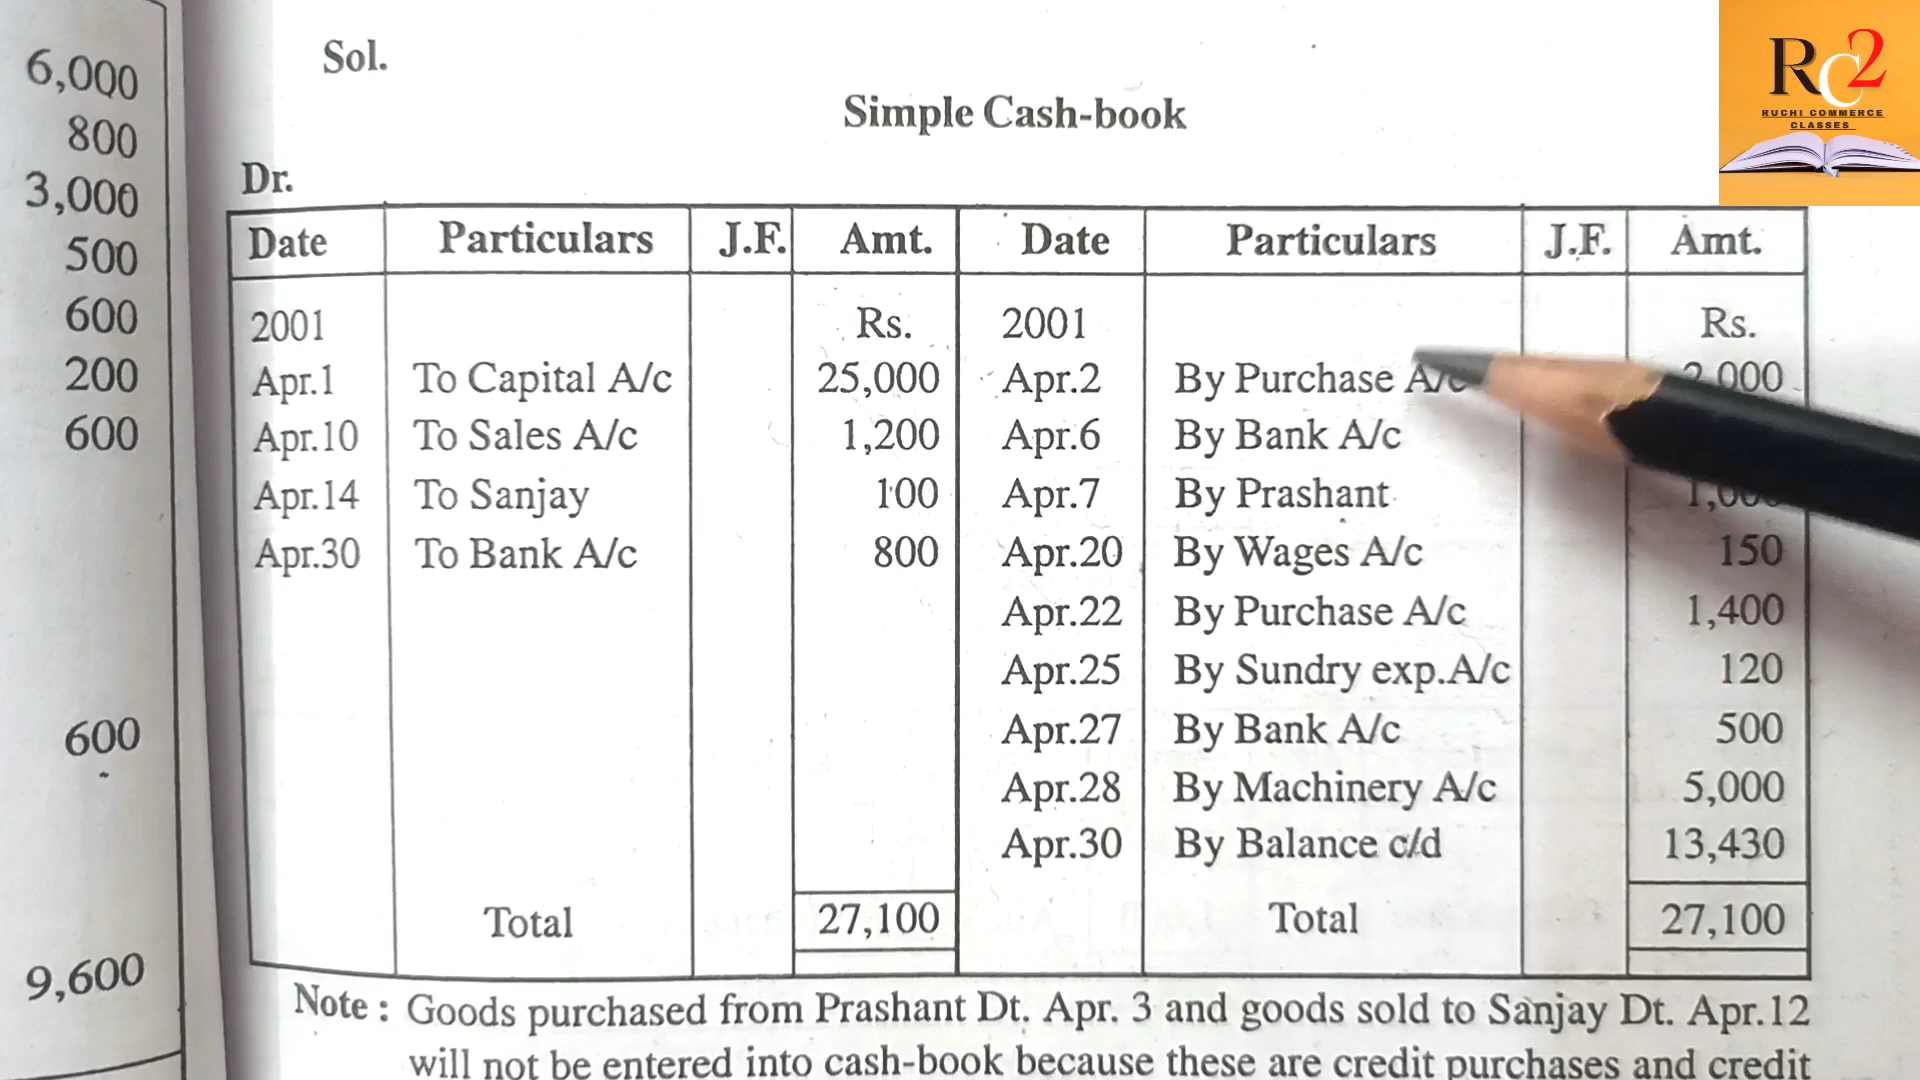 6,000
800
3,000
500
600
200
600
600
9,600
Sol.
Simple Cash-book
Dr.
Date Particulars J.F. Amt. Date Particulars J.F. Amt.
2001 Rs. 2001 Rs.
Apr.1 To Capital A/c 25,000 Apr.2 By Purchase A/c 2,000
Apr.10 To Sales A/c 1,200 Apr.6 By Bank A/c
Apr.14 To Sanjay 100 Apr.7 By Prashant
Apr.30 To Bank A/c 800 Apr.20 By Wages A/c 150
Apr.22 By Purchase A/c 1,400
Apr.25 By Sundry exp.A/c 120
Apr.27 By Bank A/c 500
Apr.28 By Machinery A/c 5,000
Apr.30 By Balance c/d 13,430
Total 27,100 Total 27,100
Note : Goods purchased from Prashant Dt. Apr. 3 and goods sold to Sanjay Dt. Apr.12
will not be entered into cash-book because these are credit purchases and credit
RC2
RUCHI COMMERCE
CLASSES